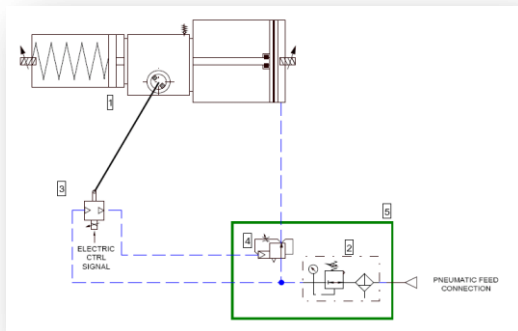 1
3
ELECTRIC
CTRL
SIGNAL
4
5
2
PNEUMATIC FEED
CONNECTION